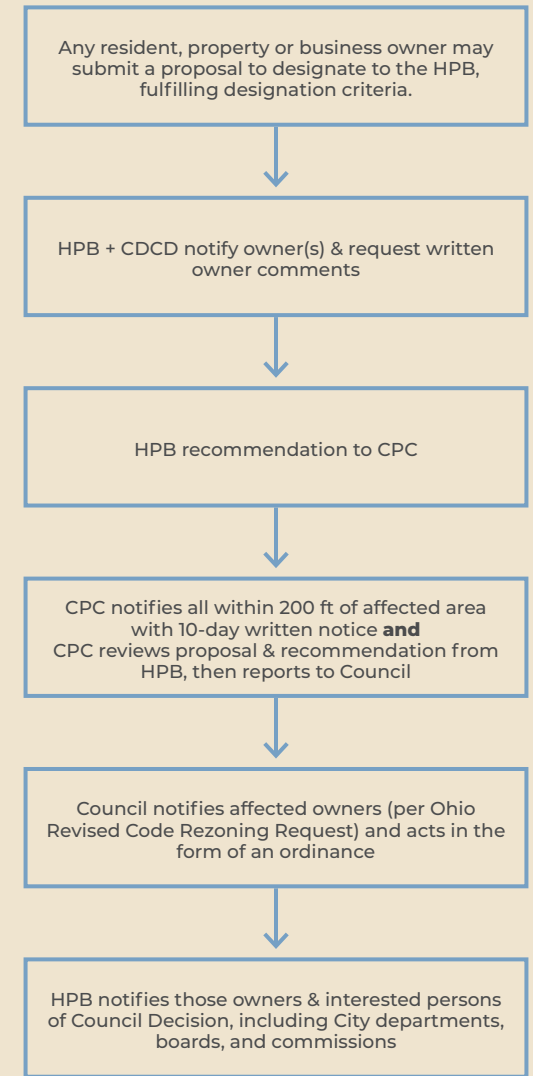 Any resident, property or business owner may
submit a proposal to designate to the HPB,
fulfilling designation criteria.
HPB + CDCD notify owner(s) & request written
owner comments
HPB recommendation to CPC
CPC notifies all within 200 ft of affected area
with 10-day written notice and
CPC reviews proposal & recommendation from
HPB, then reports to Council
Council notifies affected owners (per Ohio
Revised Code Rezoning Request) and acts in the
form of an ordinance
HPB notifies those owners & interested persons
of Council Decision, including City departments,
boards, and commissions